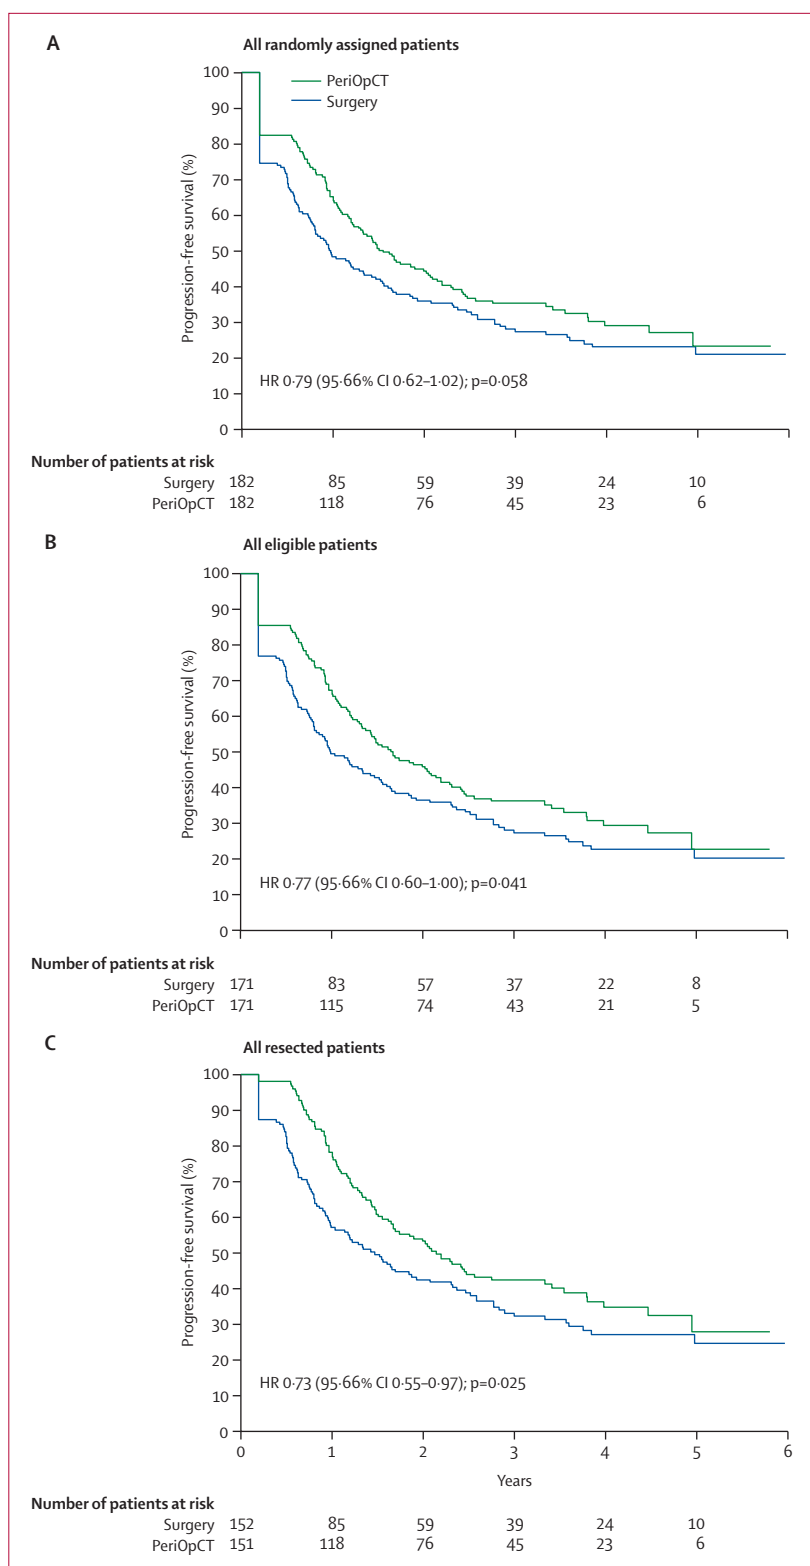 A All randomly assigned patients
PeriOpCT
Surgery
100
90
80
70
60
50
40
30
20
10
0
Progression-free survival (%)
HR 0·79 (95·66% CI 0·62–1·02); p=0·058
Number of patients at risk
Surgery 182 85 59 39 24 10
PeriOpCT 182 118 76 45 23 6
B All eligible patients
100
90
80
70
60
50
40
30
20
10
0
Progression-free survival (%)
HR 0·77 (95·66% CI 0·60–1·00); p=0·041
Number of patients at risk
Surgery 171 83 57 37 22 8
PeriOpCT 171 115 74 43 21 5
C All resected patients
100
90
80
70
60
50
40
30
20
10
0
Progression-free survival (%)
HR 0·73 (95·66% CI 0·55–0·97); p=0·025
0 1 2 3 4 5 6
Years
Number of patients at risk
Surgery 152 85 59 39 24 10
PeriOpCT 151 118 76 45 23 6